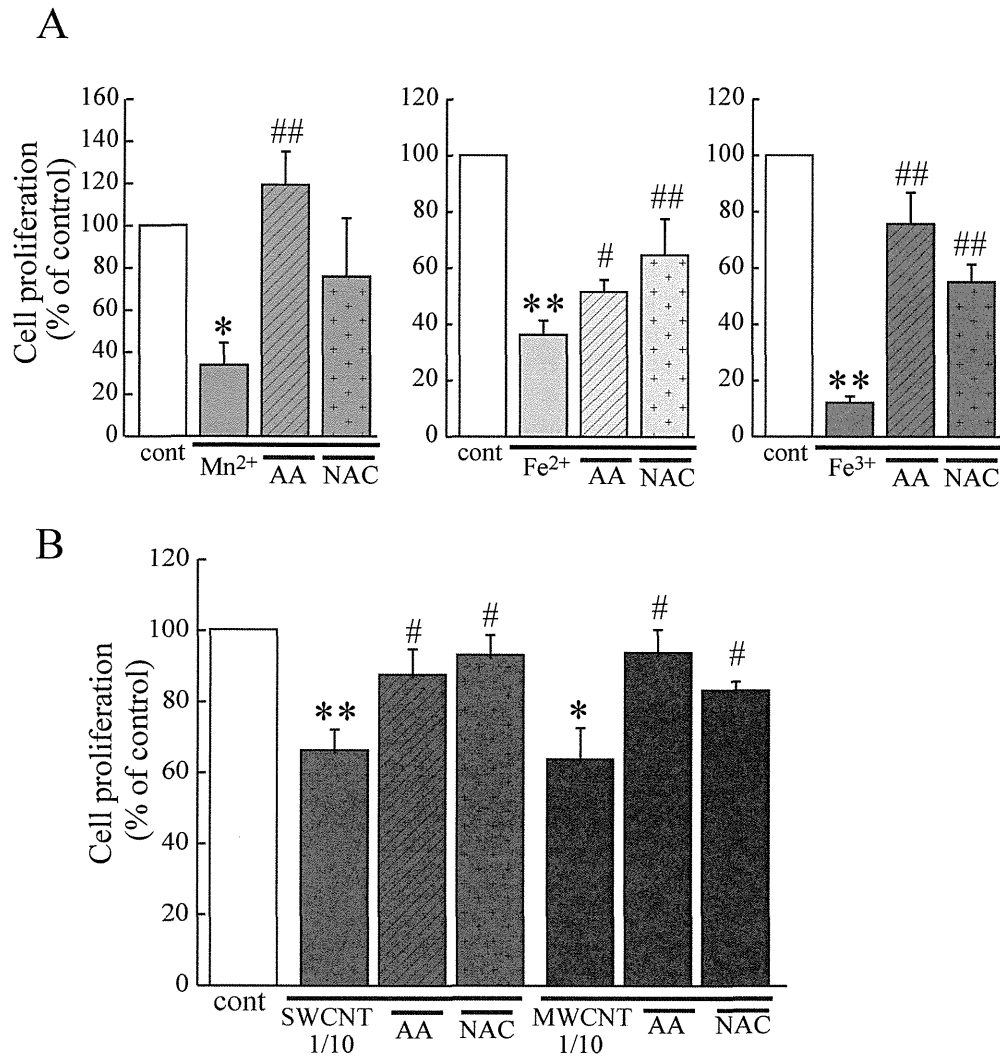 A
Cell proliferation
(% of control)
160
140
120
100
80
60
40
20
0
*
##
cont
Mn2+
AA
NAC
120
100
80
60
40
20
0
**
#
##
cont
Fe2+
AA
NAC
120
100
80
60
40
20
0
**
##
##
cont
Fe3+
AA
NAC
B
Cell proliferation
(% of control)
120
100
80
60
40
20
0
**
#
#
*
#
#
cont
SWCNT
1/10
AA
NAC
MWCNT
1/10
AA
NAC